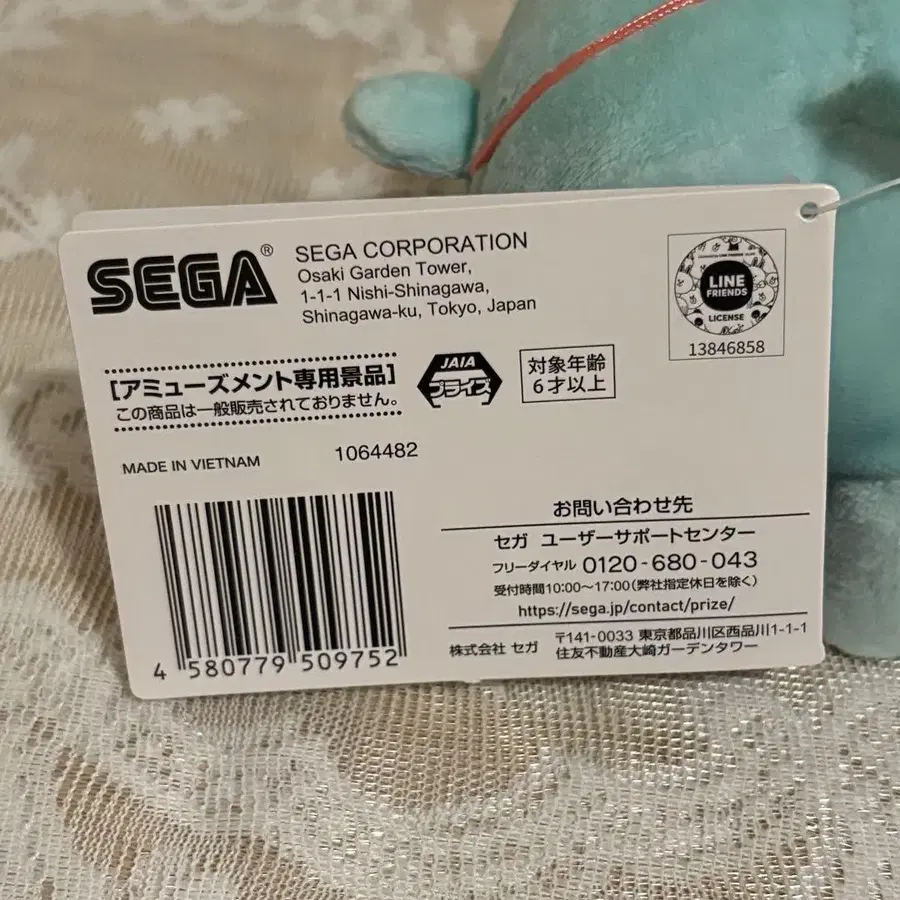 SEGA®
SEGA CORPORATION
Osaki Garden Tower,
1-1-1 Nishi-Shinagawa,
Shinagawa-ku, Tokyo, Japan
LINE
FRIENDS
LICENSE
13846858
[アミューズメント専用景品]
この商品は一般販売されておりません。
JAIA
プライズ
対象年齢
6才以上
MADE IN VIETNAM
1064482
4 580779 509752
お問い合わせ先
セガ ユーザーサポートセンター
フリーダイヤル 0120-680-043
受付時間10:00~17:00(弊社指定休日を除く)
https://sega.jp/contact/prize/
株式会社 セガ
〒141-0033 東京都品川区西品川1-1-1
住友不動産大崎ガーデンタワー